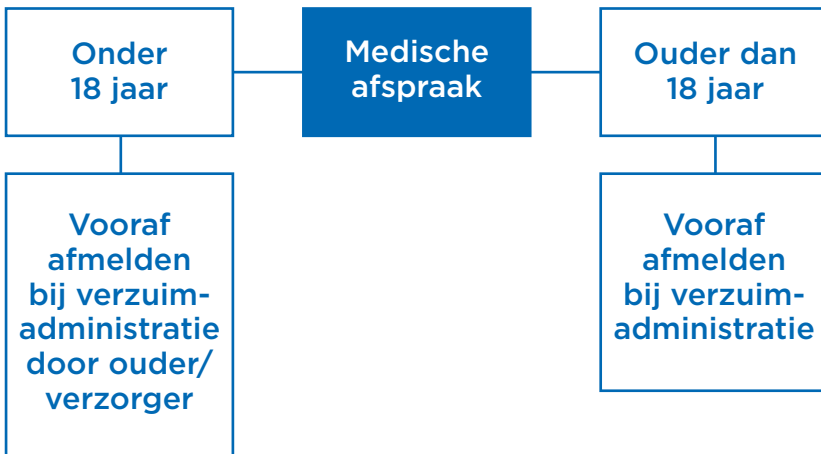 Onder
18 jaar
Medische
afspraak
Ouder dan
18 jaar
Vooraf
afmelden
bij verzuim-
administratie
door ouder/
verzorger
Vooraf
afmelden
bij verzuim-
administratie